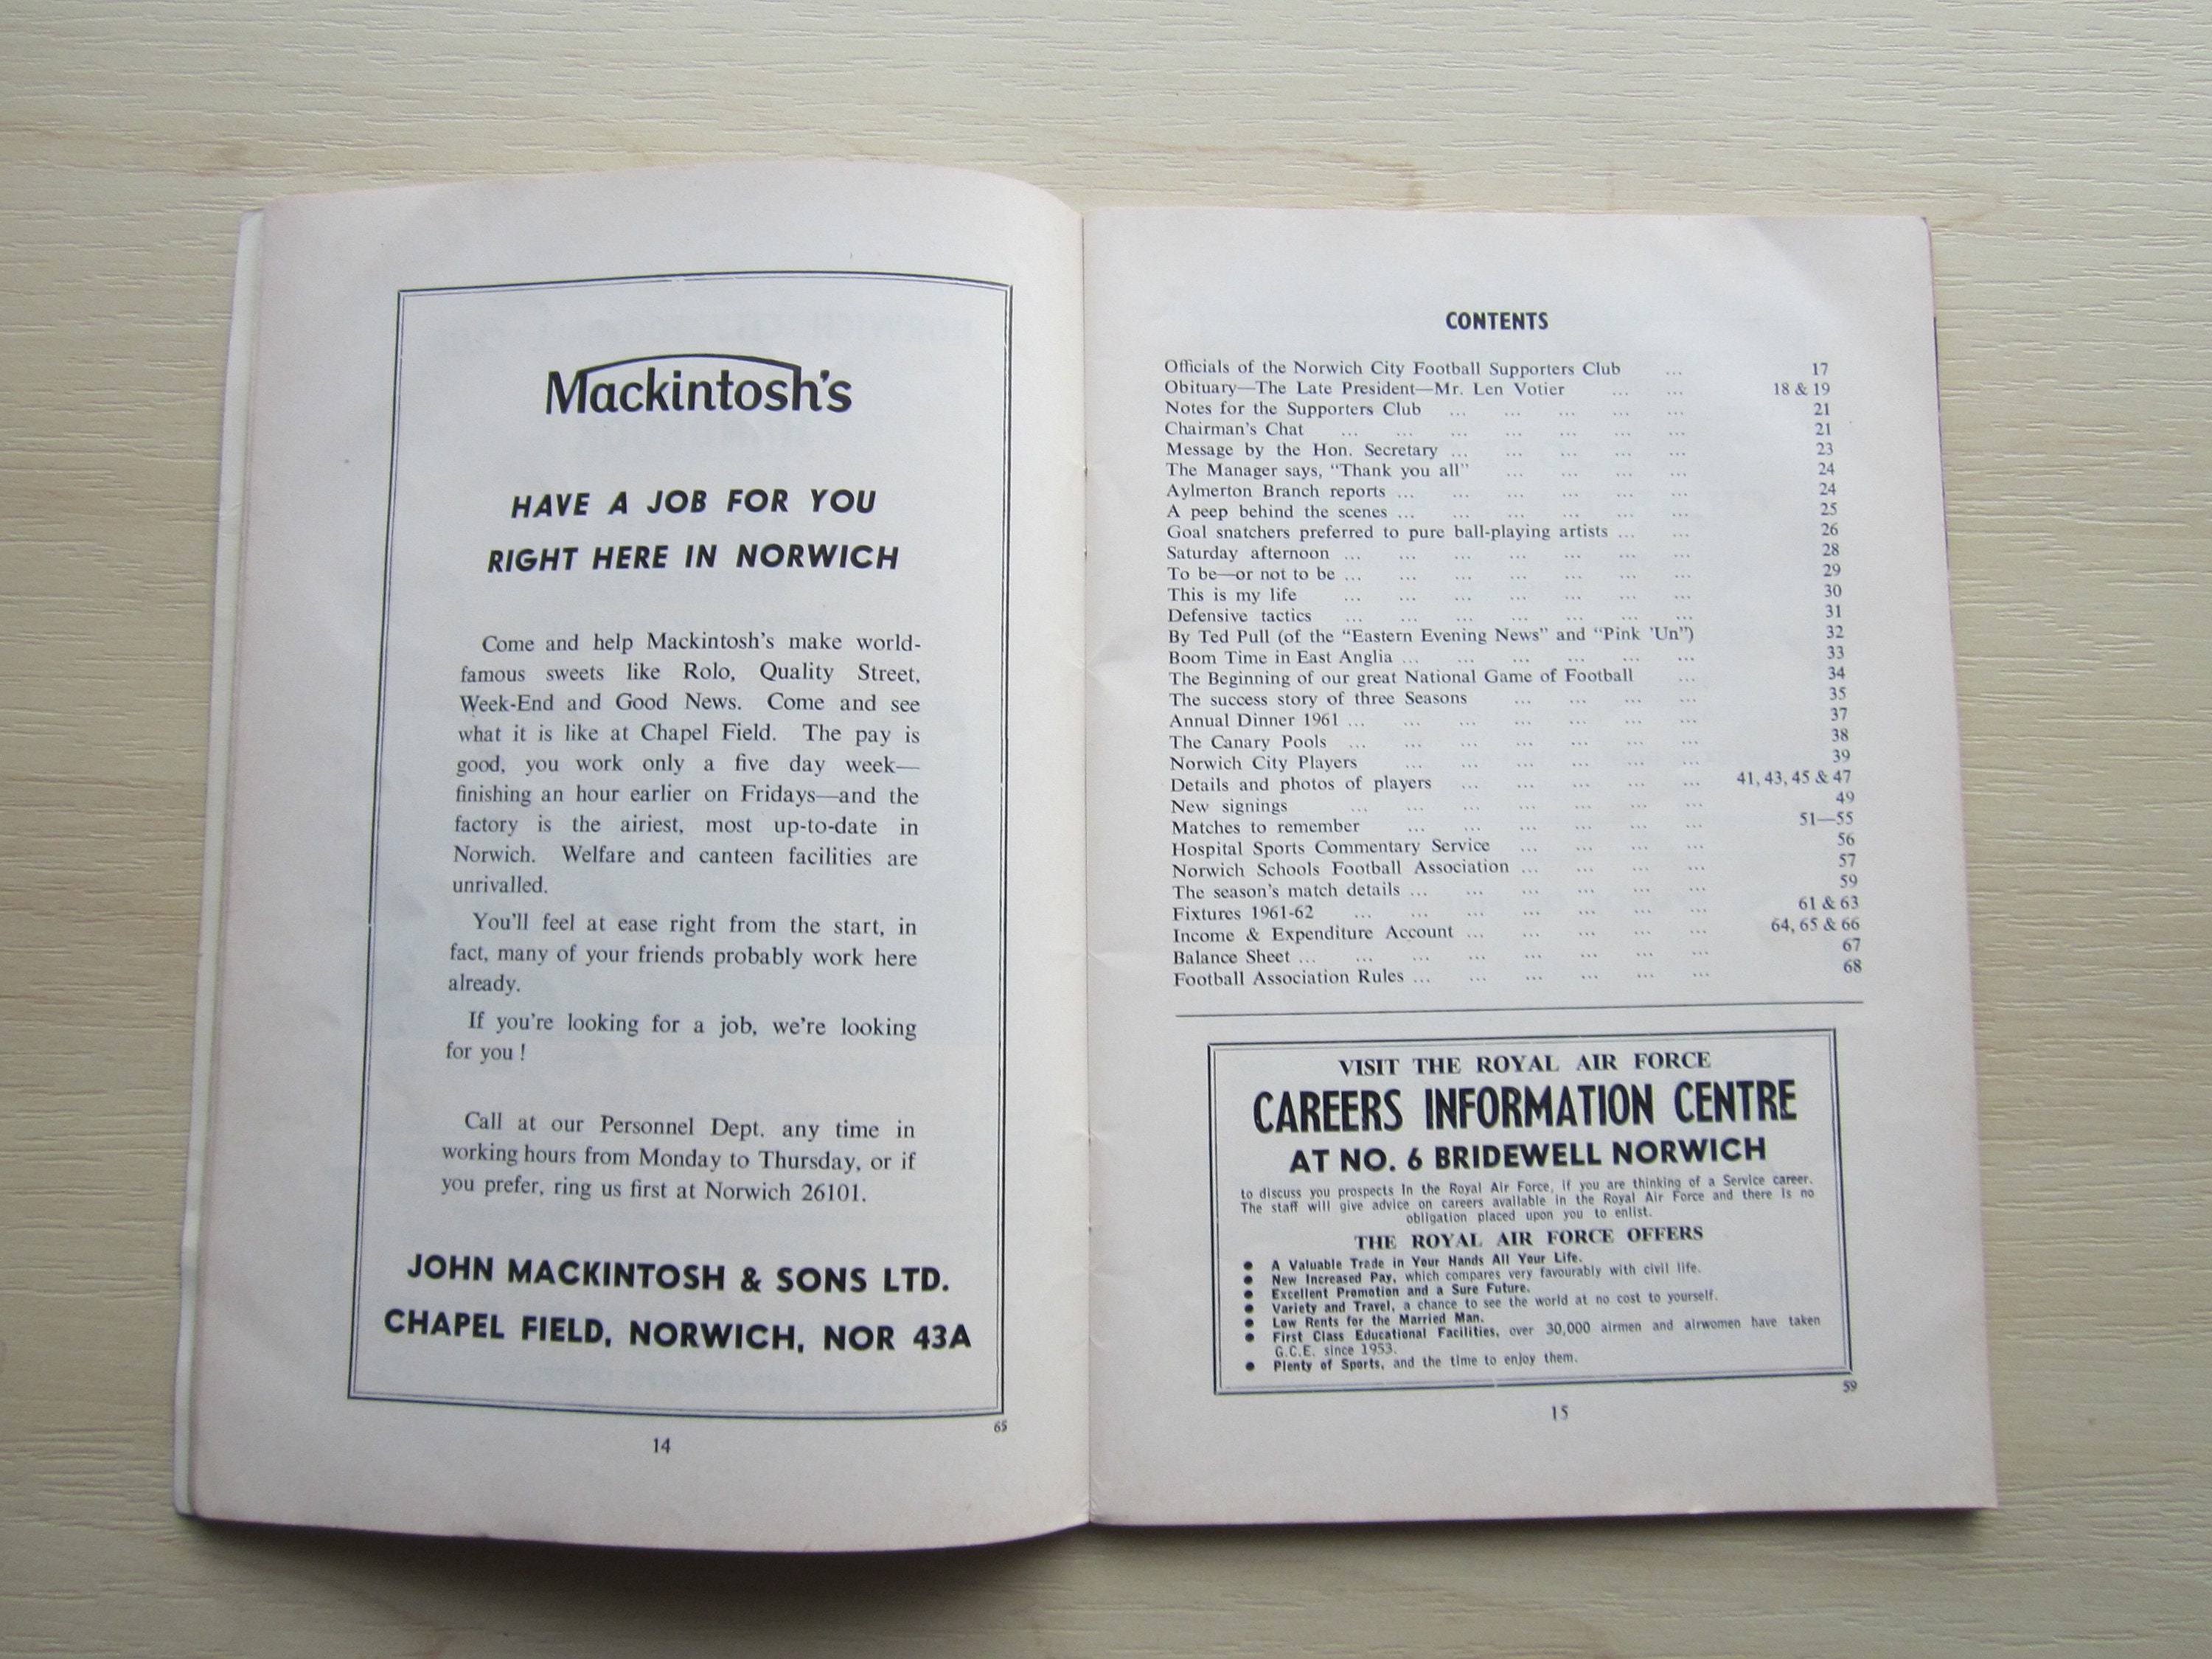 Mackintosh's
HAVE A JOB FOR YOU
RIGHT HERE IN NORWICH
Come and help Mackintosh's make world-
famous sweets like Rolo, Quality Street,
Week-End and Good News. Come and see
what it is like at Chapel Field. The pay is
good, you work only a five day week—
finishing an hour earlier on Fridays—and the
factory is the airiest, most up-to-date in
Norwich. Welfare and canteen facilities are
unrivalled.
You'll feel at ease right from the start, in
fact, many of your friends probably work here
already.
If you're looking for a job, we're looking
for you !
Call at our Personnel Dept. any time in
working hours from Monday to Thursday, or if
you prefer, ring us first at Norwich 26101.
JOHN MACKINTOSH & SONS LTD.
CHAPEL FIELD, NORWICH, NOR 43A
65
14
CONTENTS
Officials of the Norwich City Football Supporters Club ... 17
Obituary—The Late President—Mr. Len Votier ... ... 18 & 19
Notes for the Supporters Club ... ... ... ... ... 21
Chairman's Chat ... ... ... ... ... ... ... 21
Message by the Hon. Secretary ... ... ... ... ... 23
The Manager says, "Thank you all" ... ... ... ... 24
Aylmerton Branch reports ... ... ... ... ... ... 24
A peep behind the scenes ... ... ... ... ... ... 25
Goal snatchers preferred to pure ball-playing artists ... ... 26
Saturday afternoon ... ... ... ... ... ... ... 28
To be—or not to be ... ... ... ... ... ... ... 29
This is my life ... ... ... ... ... ... ... 30
Defensive tactics ... ... ... ... ... ... ... 31
By Ted Pull (of the "Eastern Evening News" and "Pink 'Un") 32
Boom Time in East Anglia ... ... ... ... ... ... 33
The Beginning of our great National Game of Football ... 34
The success story of three Seasons ... ... ... ... 35
Annual Dinner 1961 ... ... ... ... ... ... ... 37
The Canary Pools ... ... ... ... ... ... ... 38
Norwich City Players ... ... ... ... ... ... 39
Details and photos of players ... ... ... ... ... 41, 43, 45 & 47
New signings ... ... ... ... ... ... ... 49
Matches to remember ... ... ... ... ... ... 51—55
Hospital Sports Commentary Service ... ... ... ... 56
Norwich Schools Football Association ... ... ... ... 57
The season's match details ... ... ... ... ... ... 59
Fixtures 1961-62 ... ... ... ... ... ... ... 61 & 63
Income & Expenditure Account ... ... ... ... ... 64, 65 & 66
Balance Sheet ... ... ... ... ... ... ... ... 67
Football Association Rules ... ... ... ... ... ... 68
VISIT THE ROYAL AIR FORCE
CAREERS INFORMATION CENTRE
AT NO. 6 BRIDEWELL NORWICH
to discuss you prospects In the Royal Air Force, if you are thinking of a Service career.
The staff will give advice on careers available in the Royal Air Force and there is no
obligation placed upon you to enlist.
THE ROYAL AIR FORCE OFFERS
● A Valuable Trade in Your Hands All Your Life.
● New Increased Pay, which compares very favourably with civil life.
● Excellent Promotion and a Sure Future.
● Variety and Travel, a chance to see the world at no cost to yourself.
● Low Rents for the Married Man.
● First Class Educational Facilities, over 30,000 airmen and airwomen have taken
G.C.E. since 1953.
● Plenty of Sports, and the time to enjoy them.
59
15